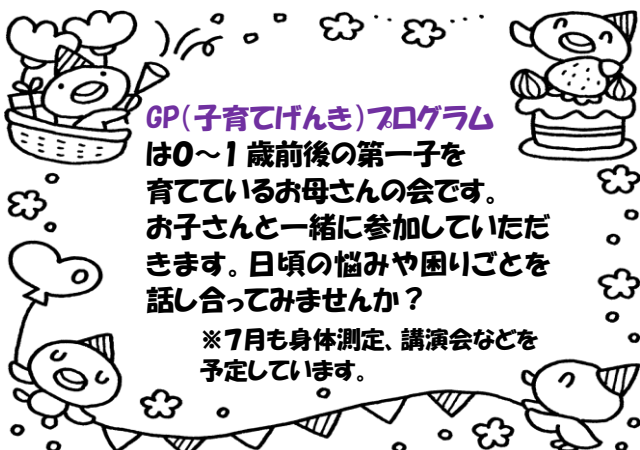 GP(子育てげんき)プログラム
は0～1歳前後の第一子を
育てているお母さんの会です。
お子さんと一緒に参加していただ
きます。日頃の悩みや困りごとを
話し合ってみませんか？
※7月も身体測定、講演会などを
予定しています。